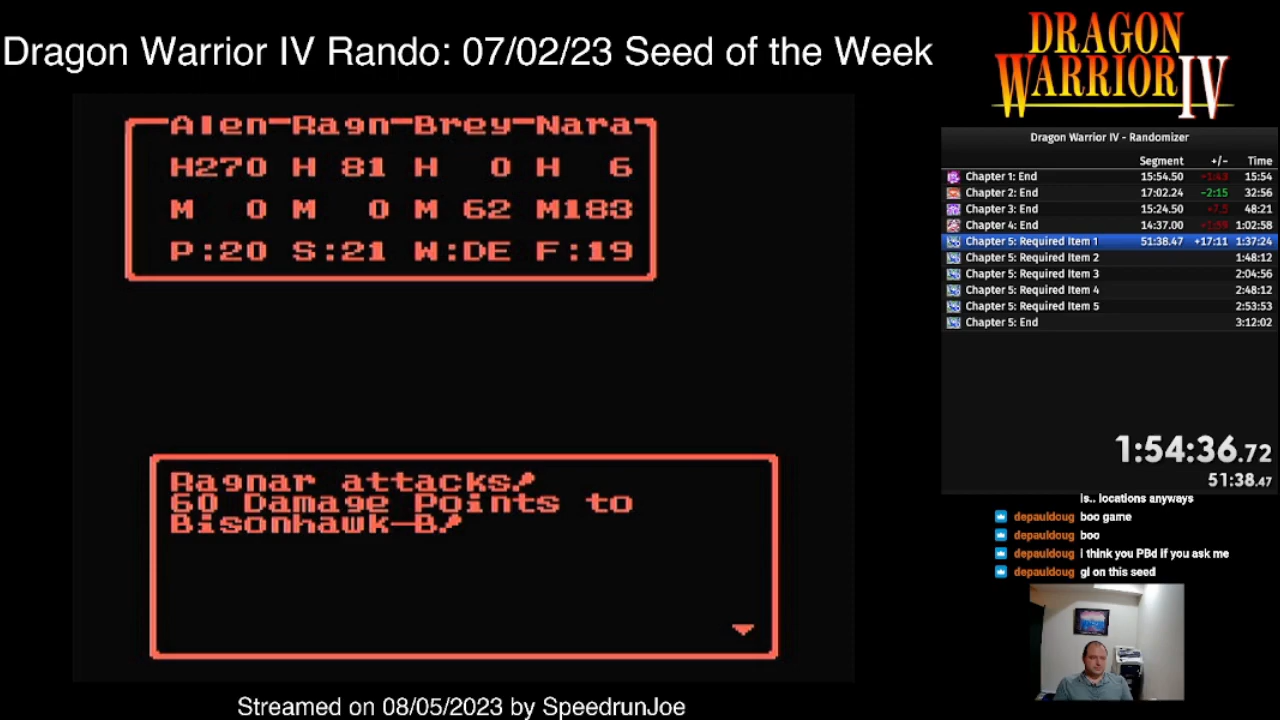 Dragon Warrior IV Rando: 07/02/23 Seed of the Week
DRAGON
WARRIOR IV
Alen Ragn Brey Nara
H270 H 81 H 0 H 6
M 0 M 0 M 62 M183
P:20 S:21 W:DE F:19
Ragnar attacks!
60 Damage Points to
Bisonhawk-B!
Dragon Warrior IV - Randomizer
Segment +/- Time
Chapter 1: End 15:54.50 -1:43 15:54
Chapter 2: End 17:02.24 -2:15 32:56
Chapter 3: End 15:24.50 +7.5 48:21
Chapter 4: End 14:37.00 +1:59 1:02:58
Chapter 5: Required Item 1 51:38.47 +17:11 1:37:24
Chapter 5: Required Item 2 1:48:12
Chapter 5: Required Item 3 2:04:56
Chapter 5: Required Item 4 2:48:12
Chapter 5: Required Item 5 2:53:53
Chapter 5: End 3:12:02
1:54:36.72
51:38.47
is.. locations anyways
depauldoug boo game
depauldoug boo
depauldoug i think you PBd if you ask me
depauldoug gl on this seed
Streamed on 08/05/2023 by SpeedrunJoe